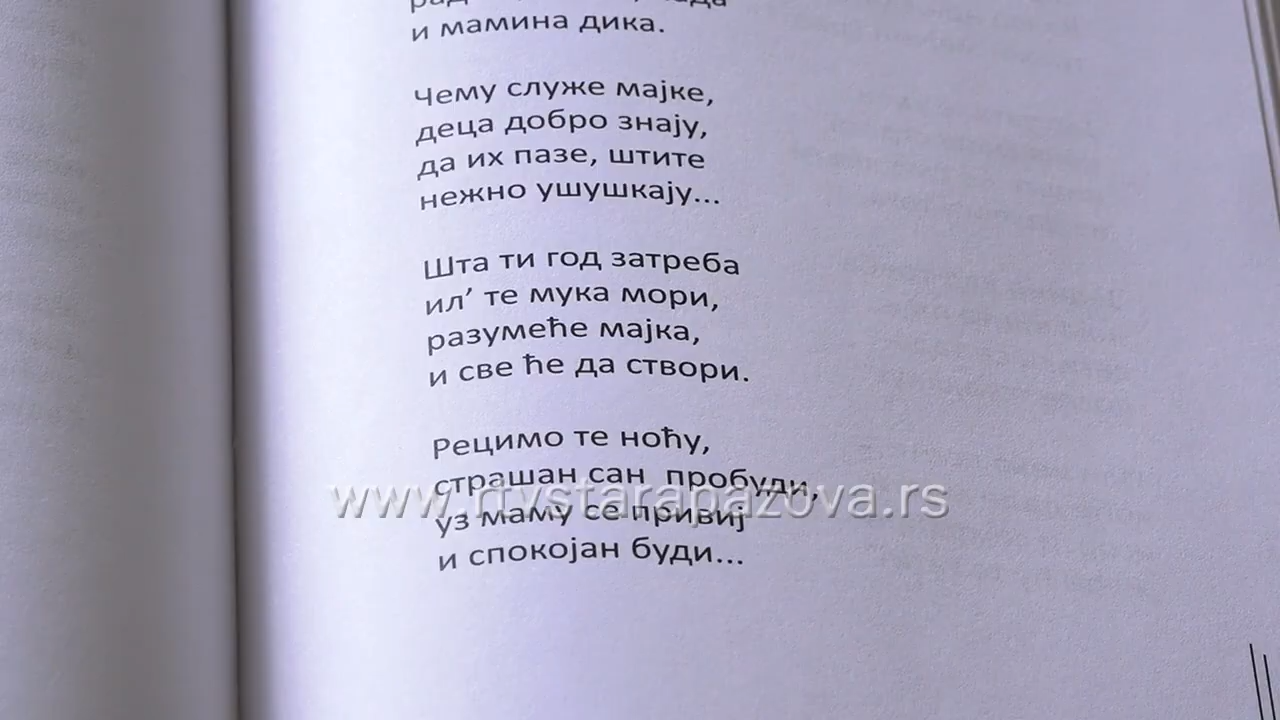 и мамина дика.
Чему служе мајке,
деца добро знају,
да их пазе, штите
нежно ушушкају...
Шта ти год затреба
ил’ те мука мори,
разумеће мајка,
и све ће да створи.
Рецимо те ноћу,
страшан сан  пробуди,
www.rtvstarapazova.rs
уз маму се привиј
и спокојан буди...